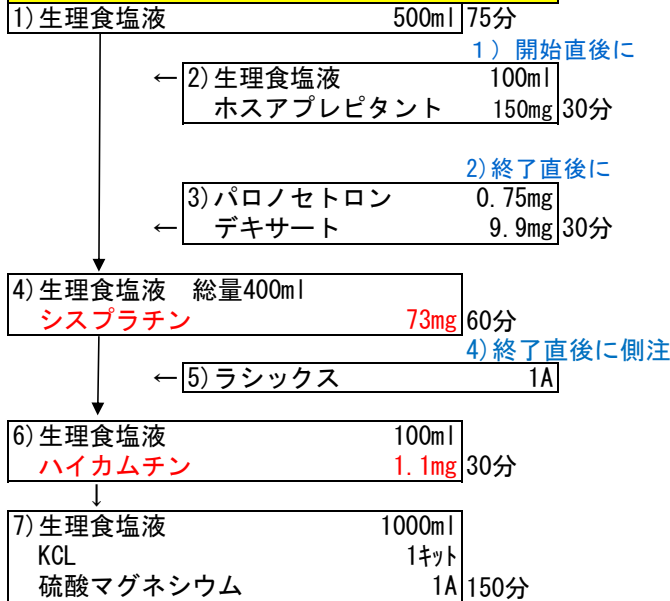 1)生理食塩液 500ml 75分
1) 開始直後に
← 2)生理食塩液 100ml
ホスアプレピタント 150mg 30分
2)終了直後に
3)パロノセトロン 0.75mg
← デキサート 9.9mg 30分
4)生理食塩液 総量400ml
シスプラチン 73mg 60分
4)終了直後に側注
← 5)ラシックス 1A
6)生理食塩液 100ml
ハイカムチン 1.1mg 30分
↓
7)生理食塩液 1000ml
KCL 1キット
硫酸マグネシウム 1A 150分